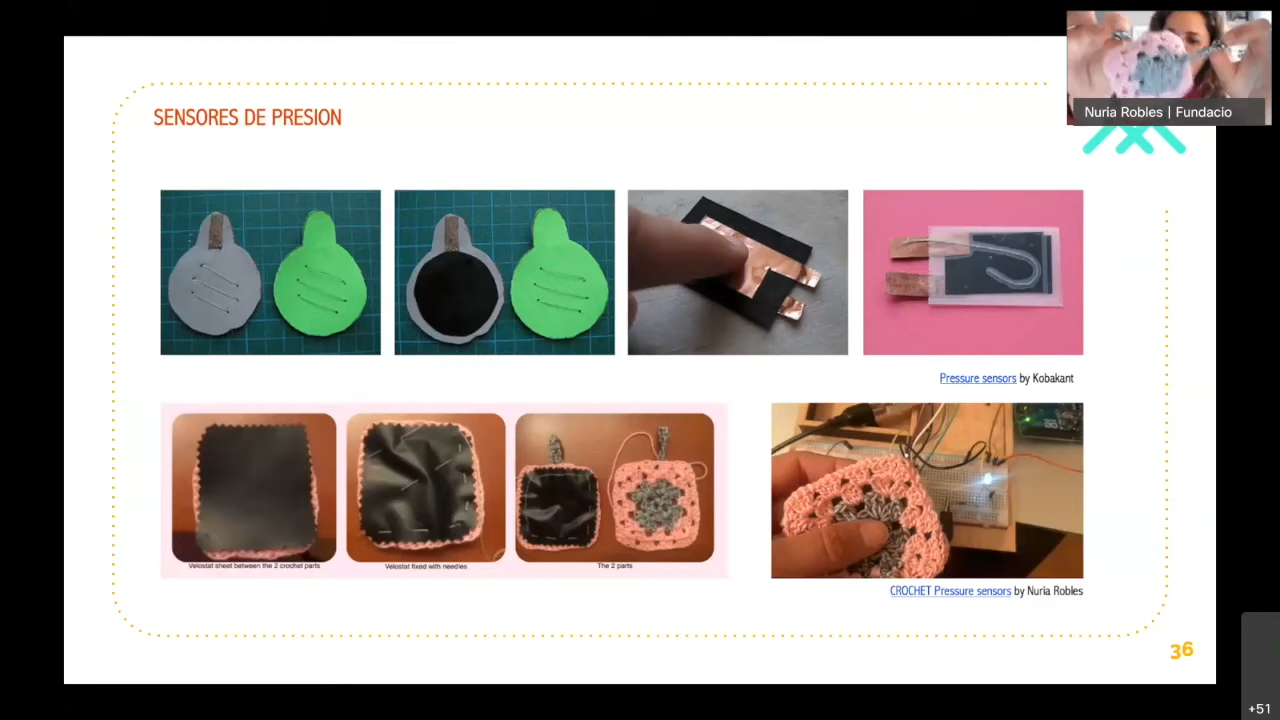 Nuria Robles | Fundacio
SENSORES DE PRESION
Pressure sensors by Kobakant
Velostat sheet between the 2 crochet parts
Velostat fixed with needles
The 2 parts
CROCHET Pressure sensors by Nuria Robles
36
+51